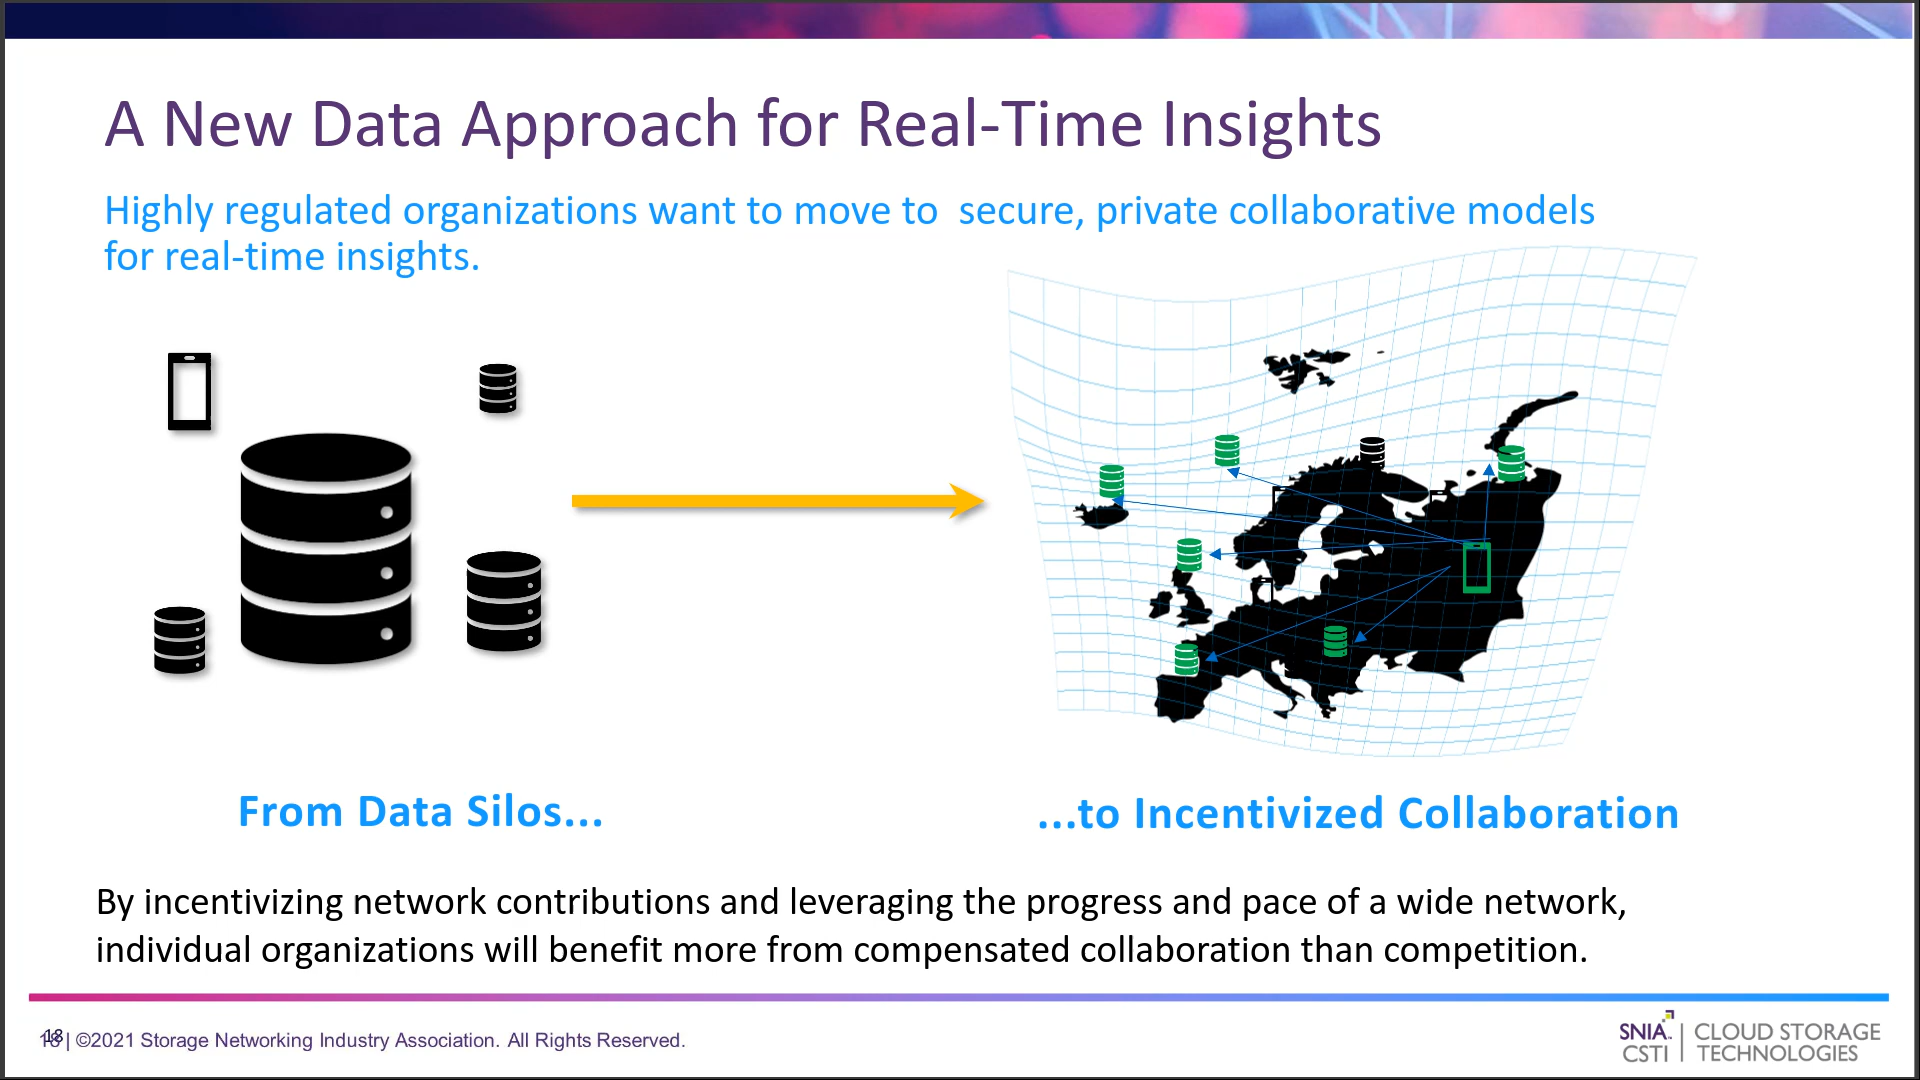 A New Data Approach for Real-Time Insights
Highly regulated organizations want to move to  secure, private collaborative models
for real-time insights.
From Data Silos...
...to Incentivized Collaboration
By incentivizing network contributions and leveraging the progress and pace of a wide network,
individual organizations will benefit more from compensated collaboration than competition.
| ©2021 Storage Networking Industry Association. All Rights Reserved.
SNIA. | CLOUD STORAGE
CSTI | TECHNOLOGIES